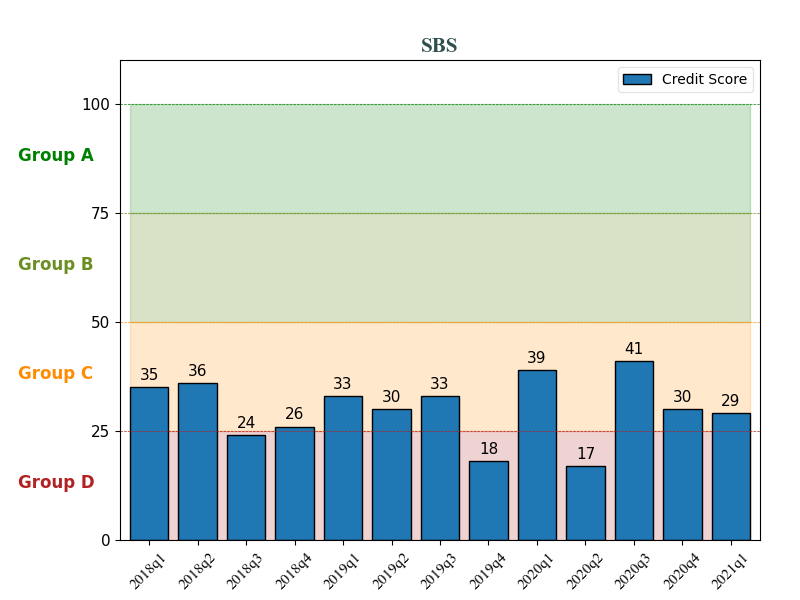 SBS
Credit Score
100
Group A
75
Group B
50
Group C
25
Group D
0
35
36
24
26
33
30
33
18
39
17
41
30
29
2018q1
2018q2
2018q3
2018q4
2019q1
2019q2
2019q3
2019q4
2020q1
2020q2
2020q3
2020q4
2021q1